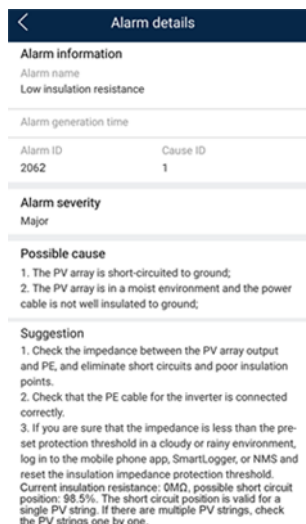 Alarm details
Alarm information
Alarm name
Low insulation resistance
Alarm generation time
Alarm ID
Cause ID
2062
1
Alarm severity
Major
Possible cause
1. The PV array is short-circuited to ground;
2. The PV array is in a moist environment and the power
cable is not well insulated to ground;
Suggestion
1. Check the impedance between the PV array output
and PE, and eliminate short circuits and poor insulation
points.
2. Check that the PE cable for the inverter is connected
correctly.
3. If you are sure that the impedance is less than the pre-
set protection threshold in a cloudy or rainy environment,
log in to the mobile phone app, SmartLogger, or NMS and
reset the insulation impedance protection threshold.
Current insulation resistance: 0MΩ, possible short circuit
position: 98.5%. The short circuit position is valid for a
single PV string. If there are multiple PV strings, check
the PV strings one by one.